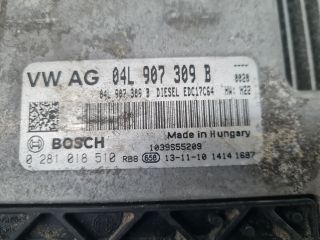 VW AG 04L 907 309 B
04L 907 309 B DIESEL EDC17C64 HW: H22
Made in Hungary
BOSCH 1039S55209
0 281 018 510 RB8 650 13-11-10 1414 1687